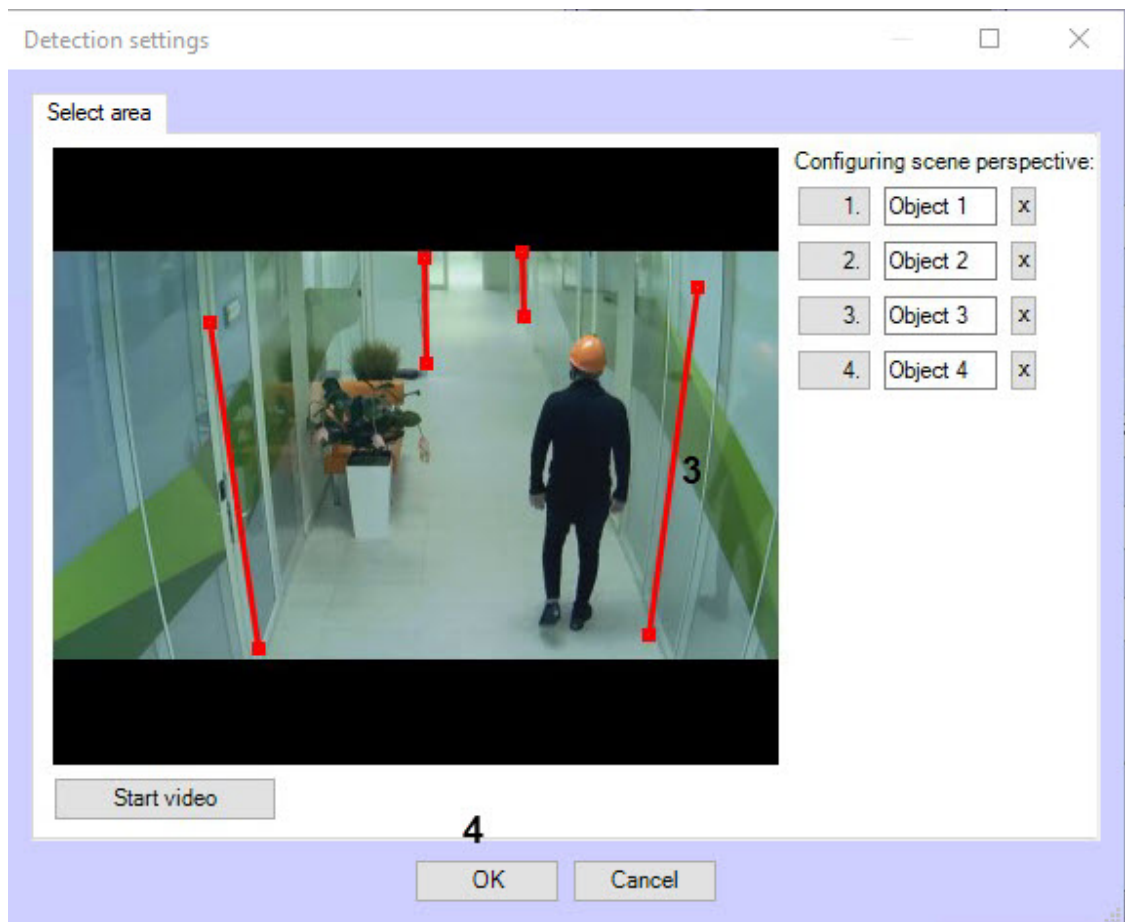 Detection settings
Select area
Configuring scene perspective:
1. Object 1 x
2. Object 2 x
3. Object 3 x
4. Object 4 x
3
Start video
4
OK Cancel